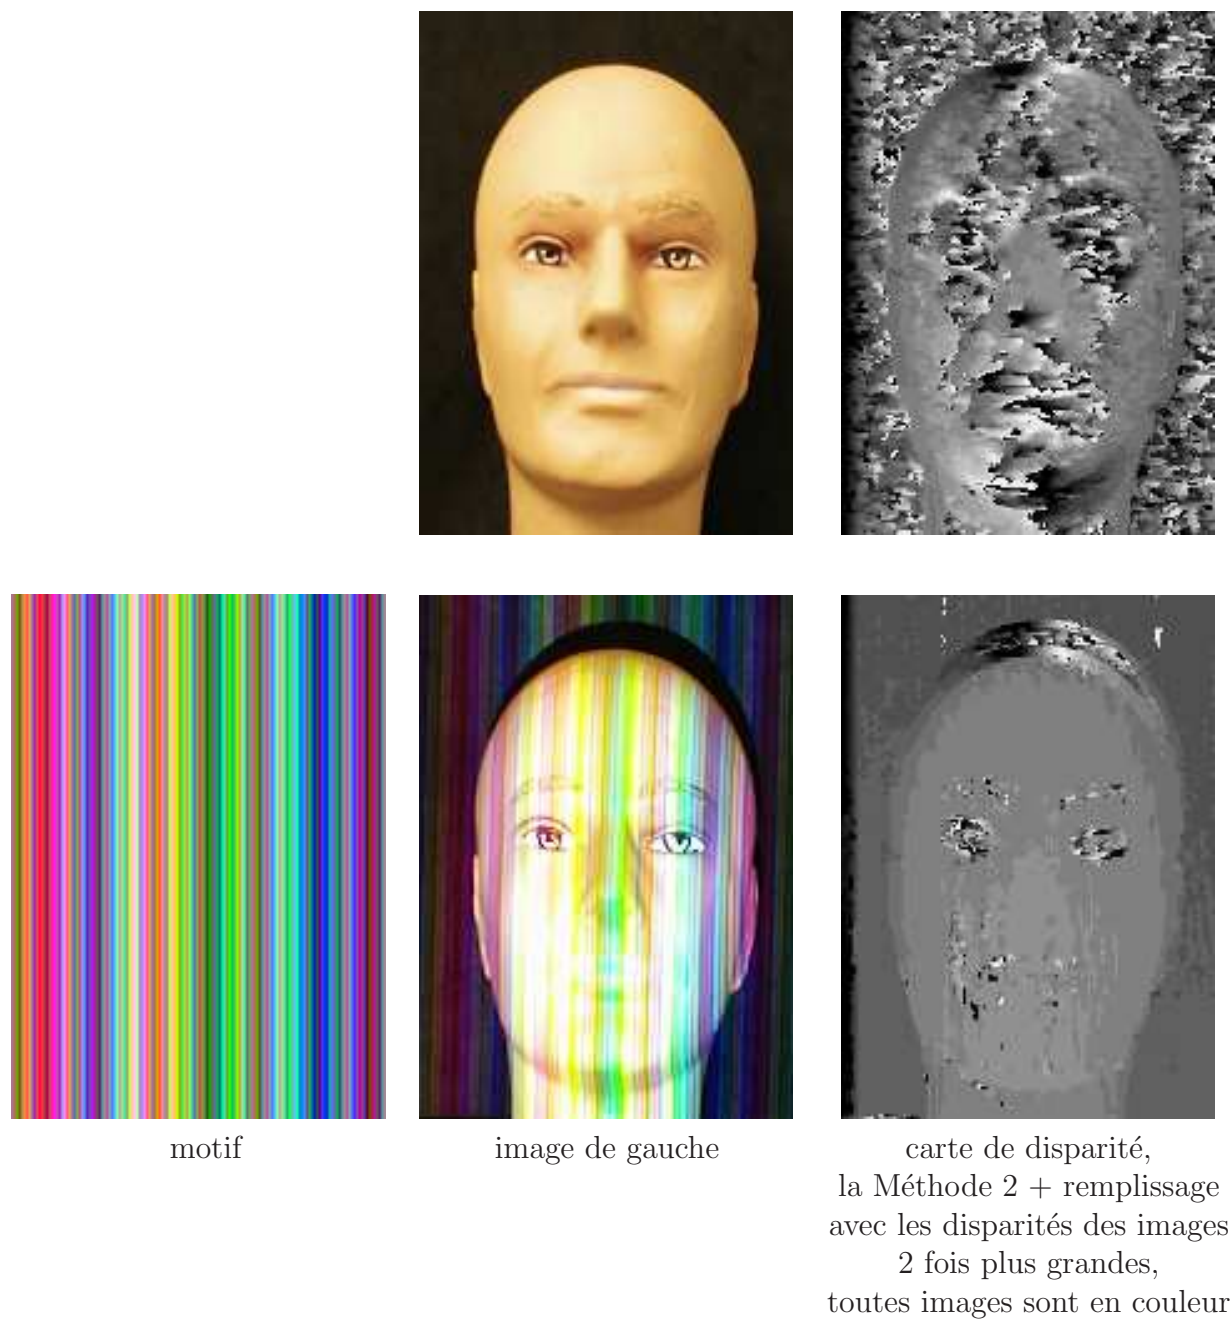 motif
image de gauche
carte de disparité,
la Méthode 2 + remplissage
avec les disparités des images
2 fois plus grandes,
toutes images sont en couleur